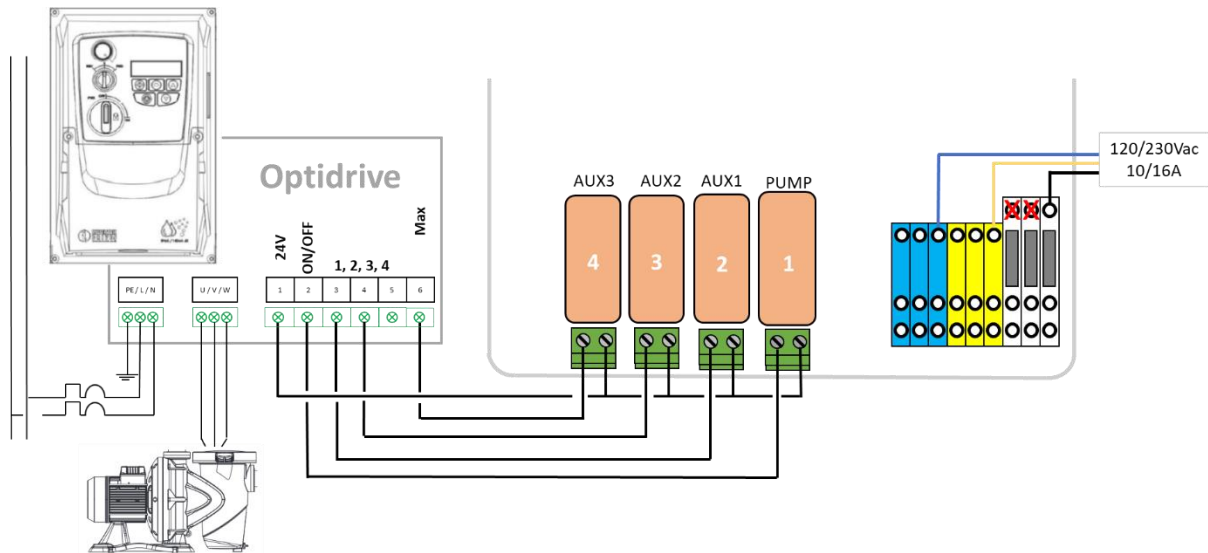 Optidrive
24V
ON/OFF
1, 2, 3, 4
Max
PE / L / N
U / V / W
1
2
3
4
5
6
AUX3
AUX2
AUX1
PUMP
4
3
2
1
120/230Vac
10/16A